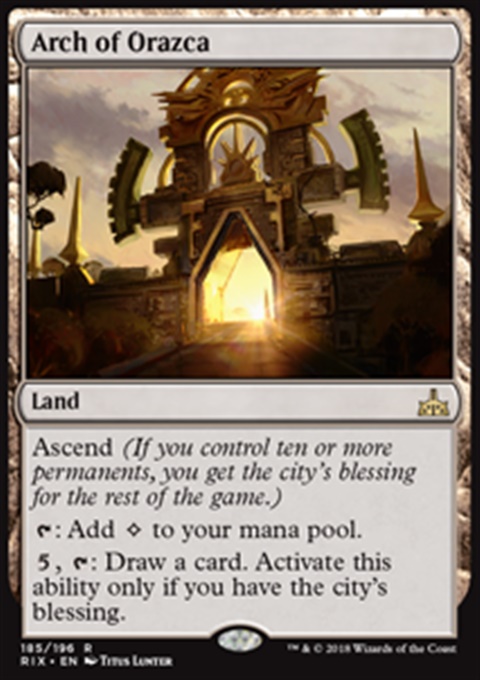 Arch of Orazca
Land
Ascend (If you control ten or more
permanents, you get the city's blessing
for the rest of the game.)
: Add to your mana pool.
5, : Draw a card. Activate this
ability only if you have the city's
blessing.
185/196 R
RIX • EN Titus Lunter
™ & © 2018 Wizards of the Coast